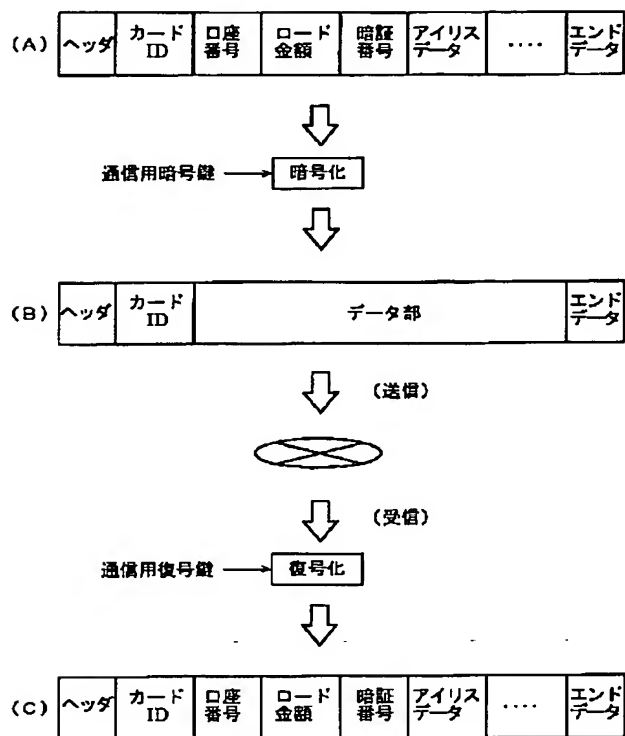 (A) ヘッダ カード ID 口座 番号 ロード 金額 暗証 番号 アイリス データ ‥‥ エンド データ
通信用暗号鍵 暗号化
(B) ヘッダ カード ID データ部 エンド データ
(送信)
(受信)
通信用復号鍵 復号化
(C) ヘッダ カード ID 口座 番号 ロード 金額 暗証 番号 アイリス データ ‥‥ エンド データ